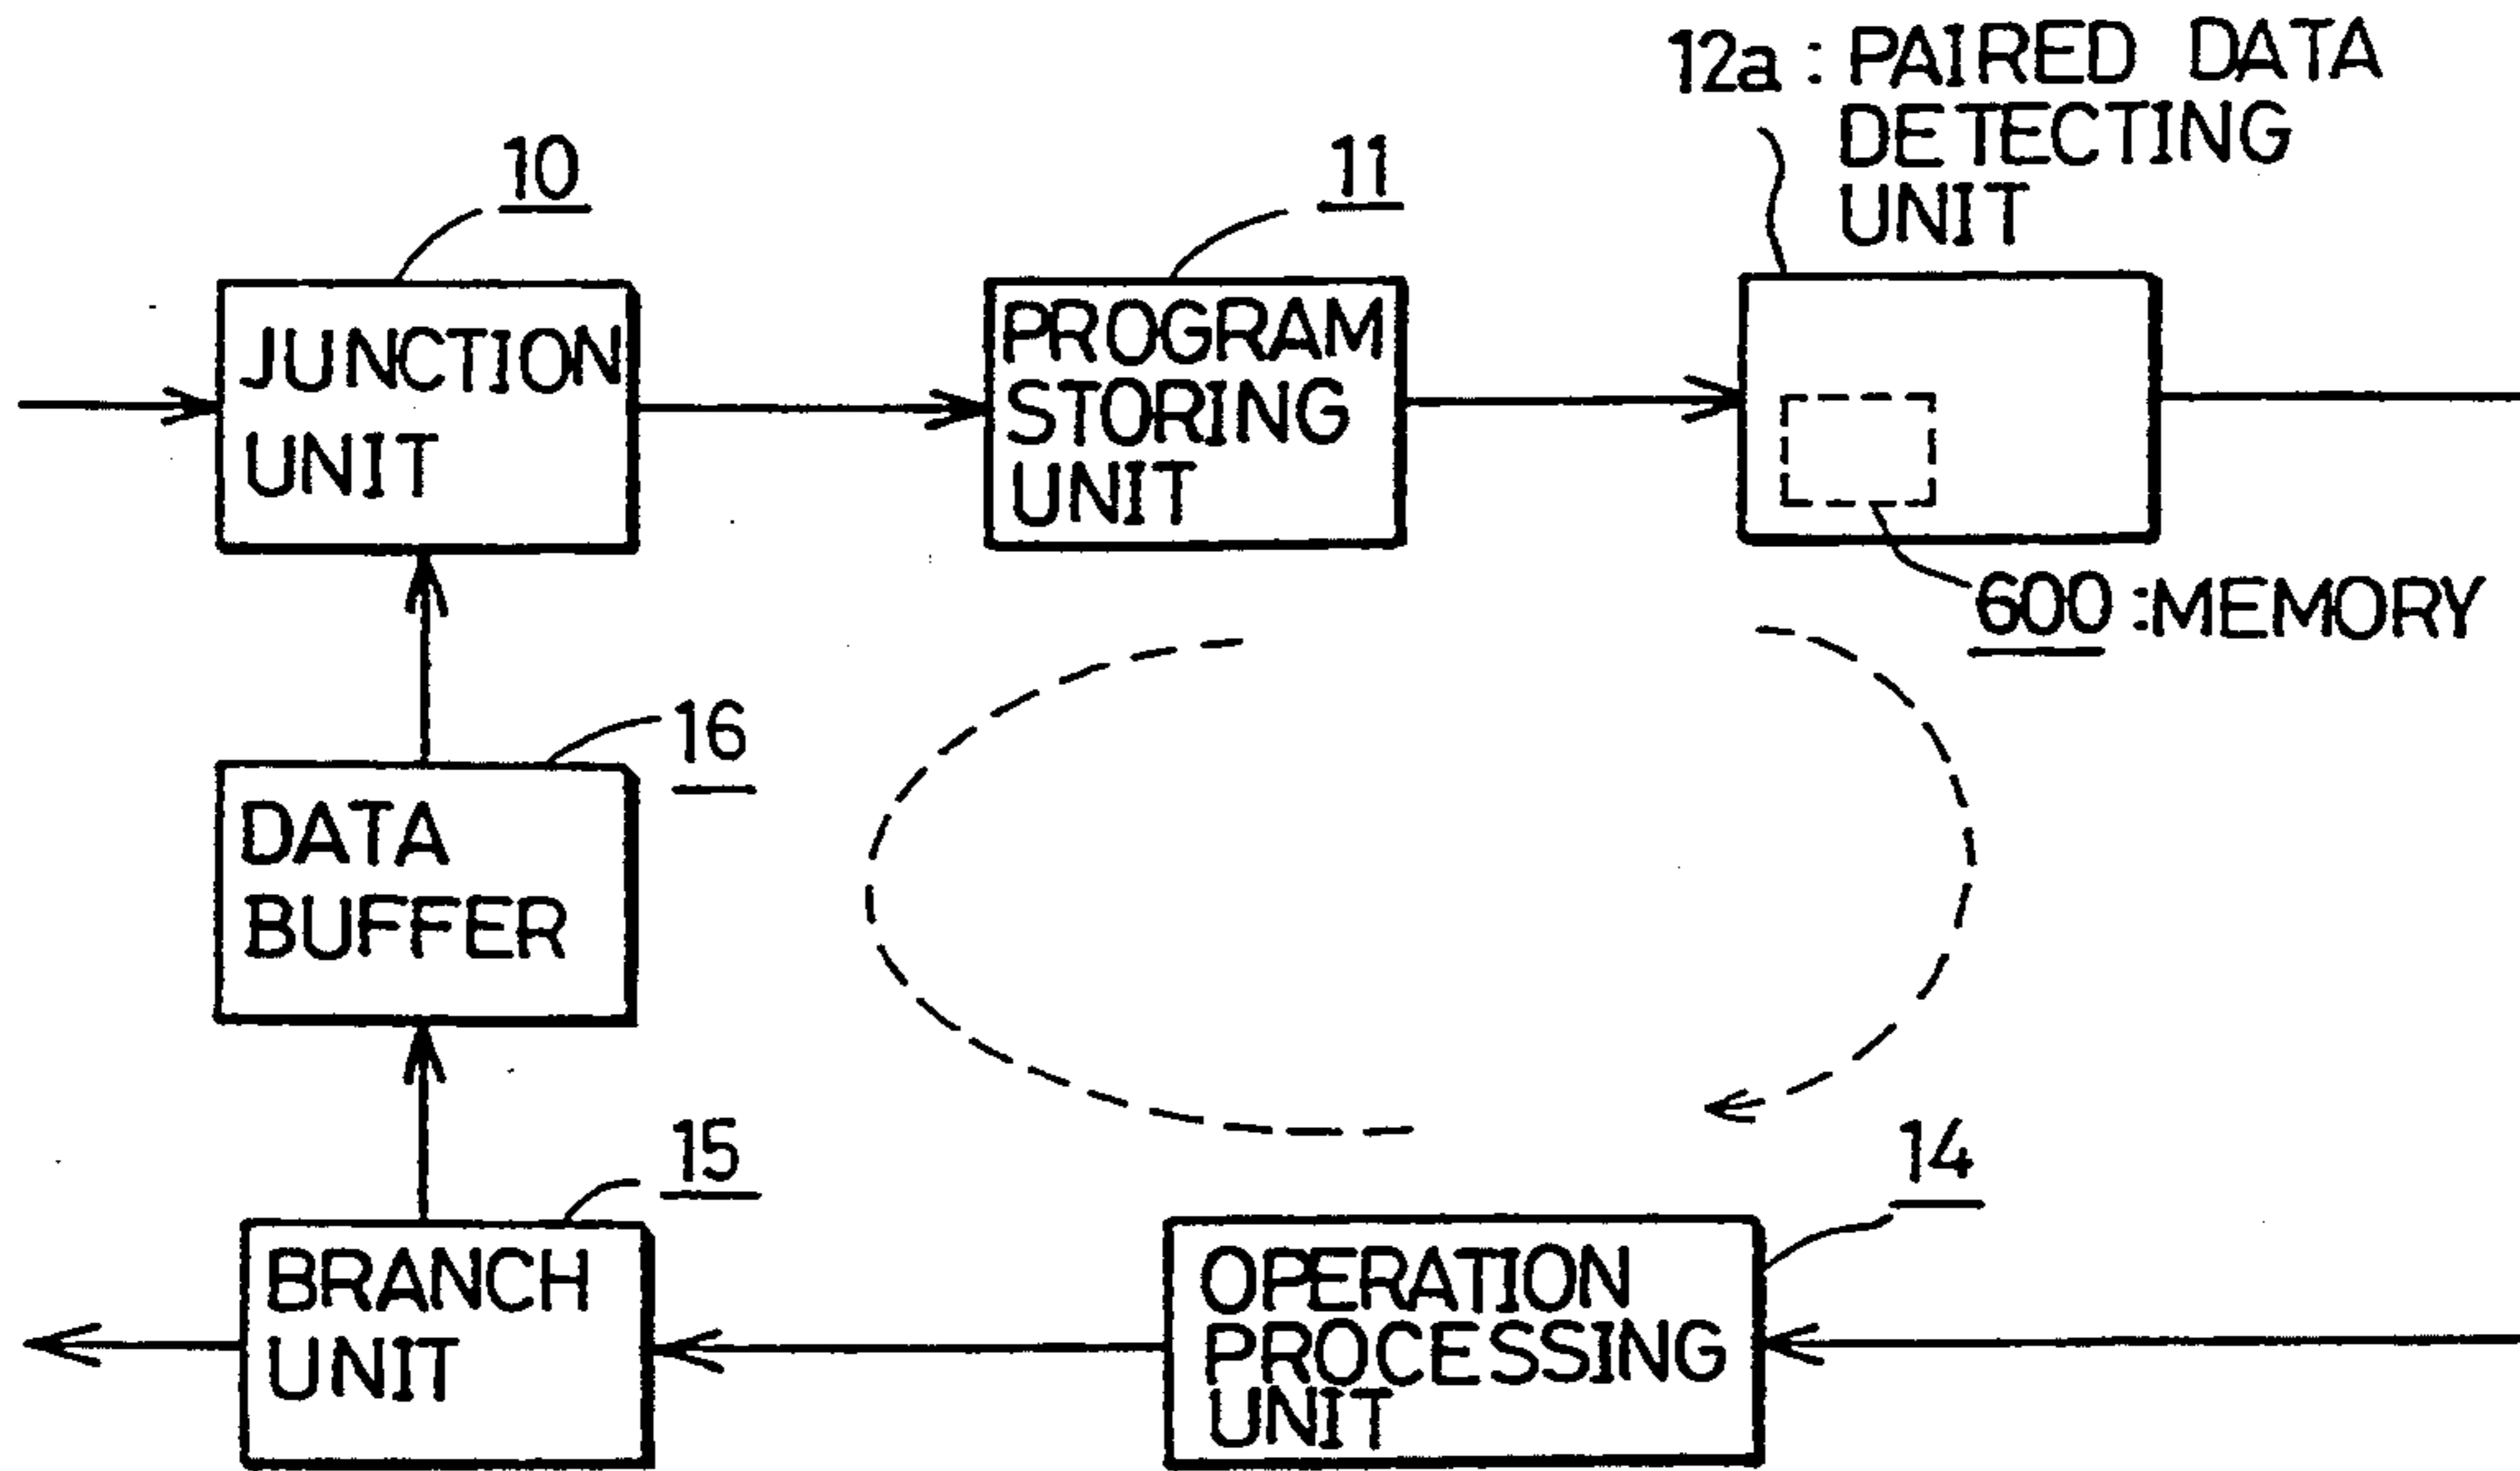 12a : PAIRED DATA
DETECTING
UNIT
10
11
JUNCTION
UNIT
PROGRAM
STORING
UNIT
600 :MEMORY
16
DATA
BUFFER
15
14
BRANCH
UNIT
OPERATION
PROCESSING
UNIT